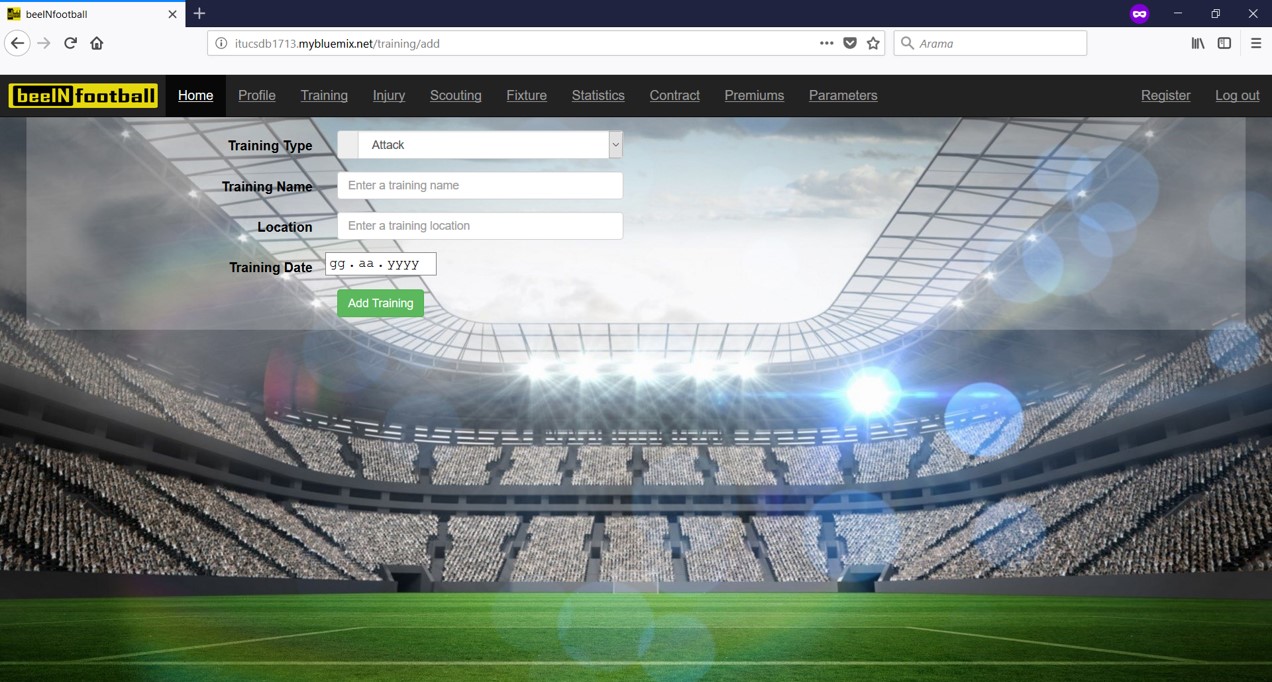 beeINfootball
itucsdb1713.mybluemix.net/training/add
Arama
beeINfootball Home Profile Training Injury Scouting Fixture Statistics Contract Premiums Parameters Register Log out
Training Type Attack
Training Name Enter a training name
Location Enter a training location
Training Date gg.aa.yyyy
Add Training